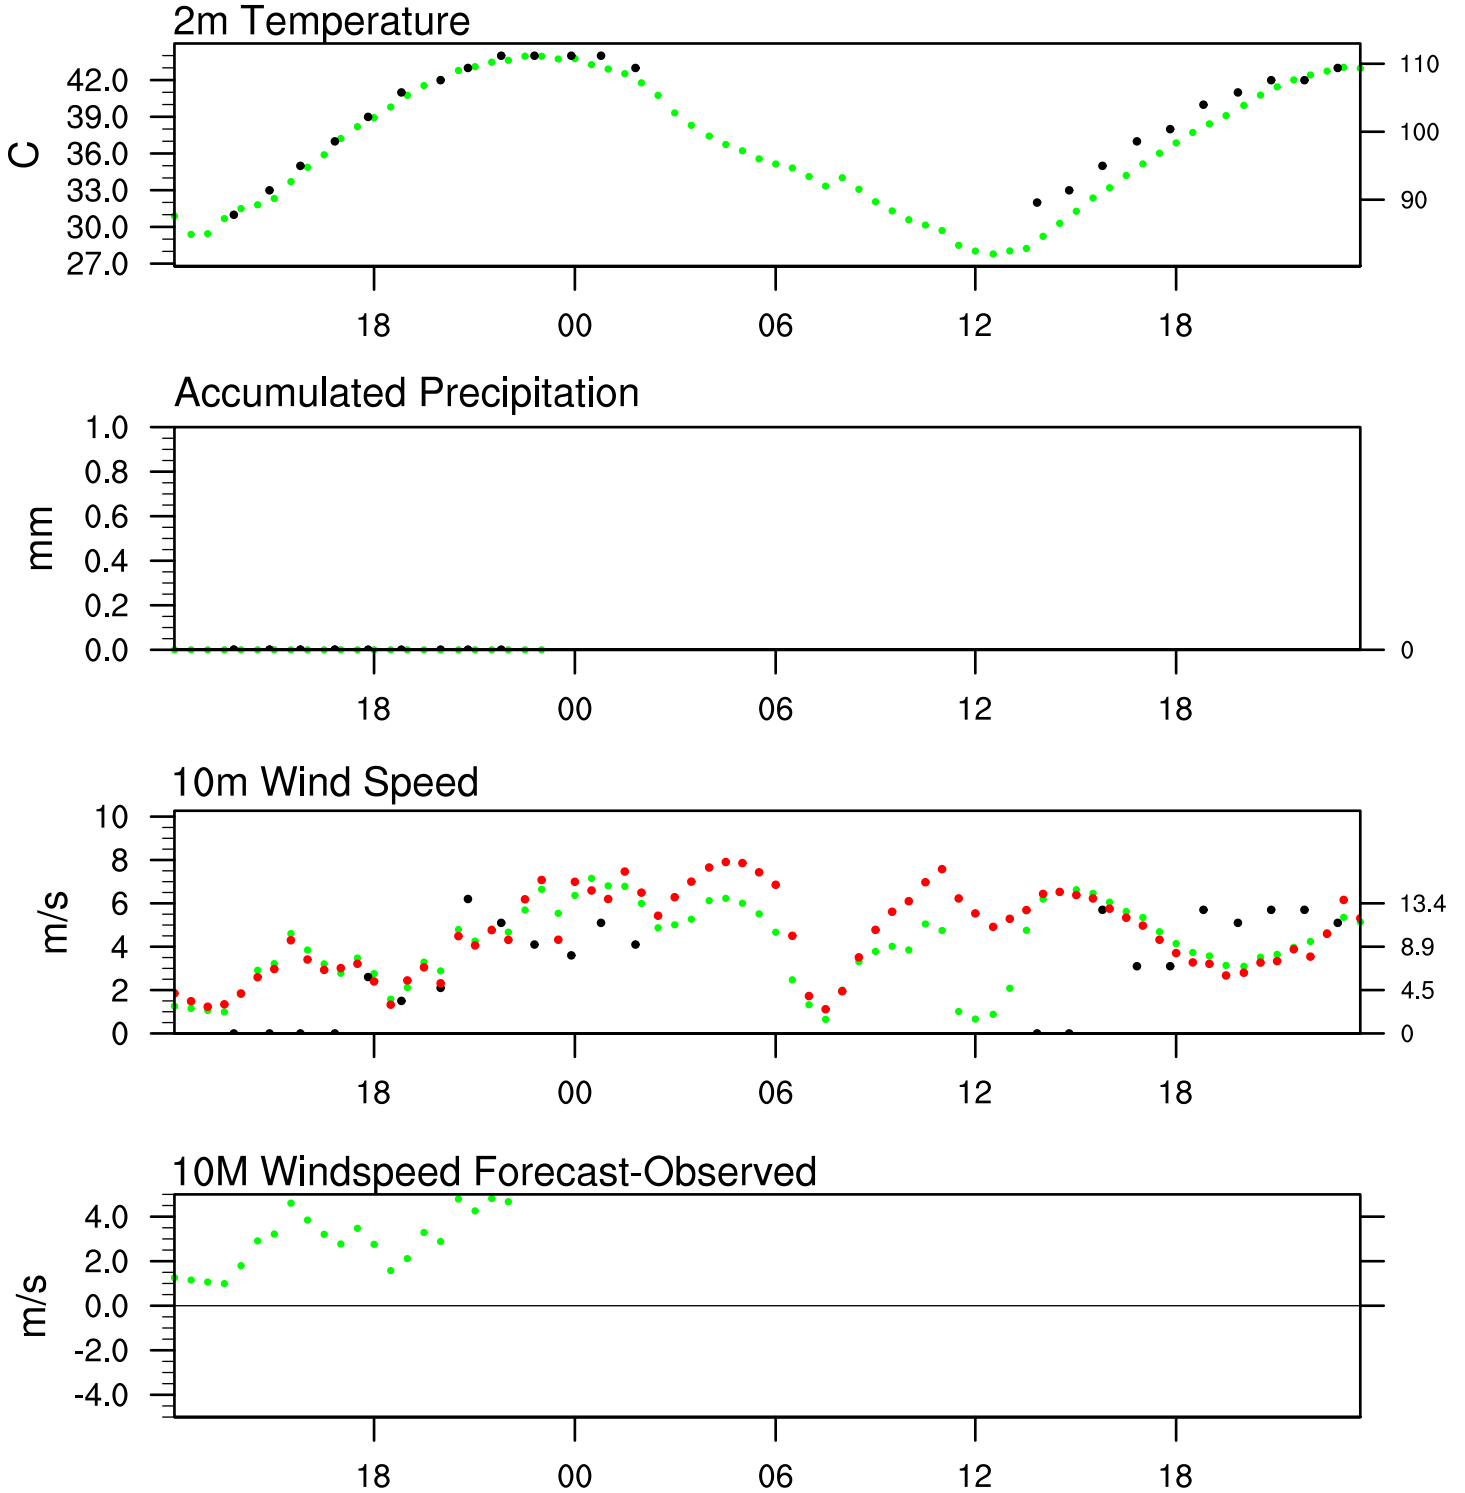 2m Temperature
42.0
39.0
36.0
33.0
30.0
27.0
C
110
100
90
18 00 06 12 18
Accumulated Precipitation
1.0
0.8
0.6
0.4
0.2
0.0
mm
0
18 00 06 12 18
10m Wind Speed
10
8
6
4
2
0
m/s
13.4
8.9
4.5
0
18 00 06 12 18
10M Windspeed Forecast-Observed
4.0
2.0
0.0
-2.0
-4.0
m/s
18 00 06 12 18